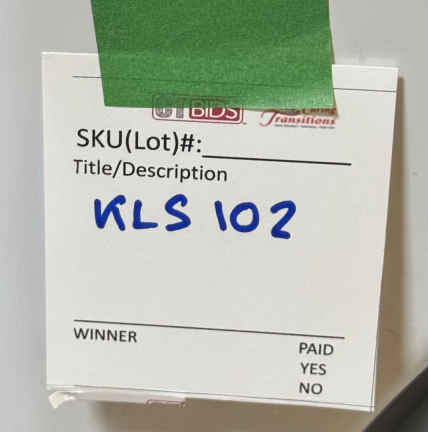 CTBIDS
Caring
Transitions
SKU(Lot)#:
Title/Description
KLS 102
WINNER
PAID
YES
NO